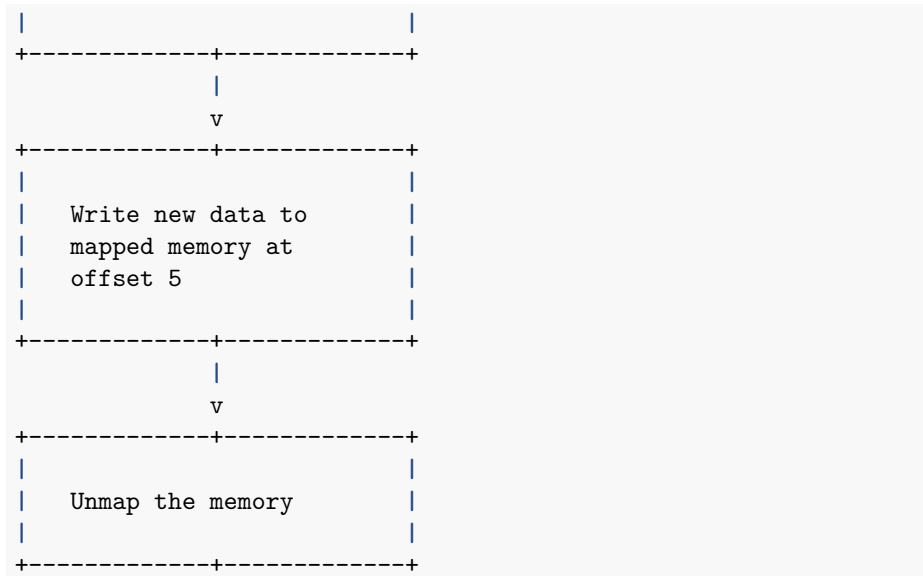 |                           |
+-------------+-------------+
              |
              v
+-------------+-------------+
|                           |
|   Write new data to       |
|   mapped memory at        |
|   offset 5                |
|                           |
+-------------+-------------+
              |
              v
+-------------+-------------+
|                           |
|   Unmap the memory        |
|                           |
+-------------+-------------+